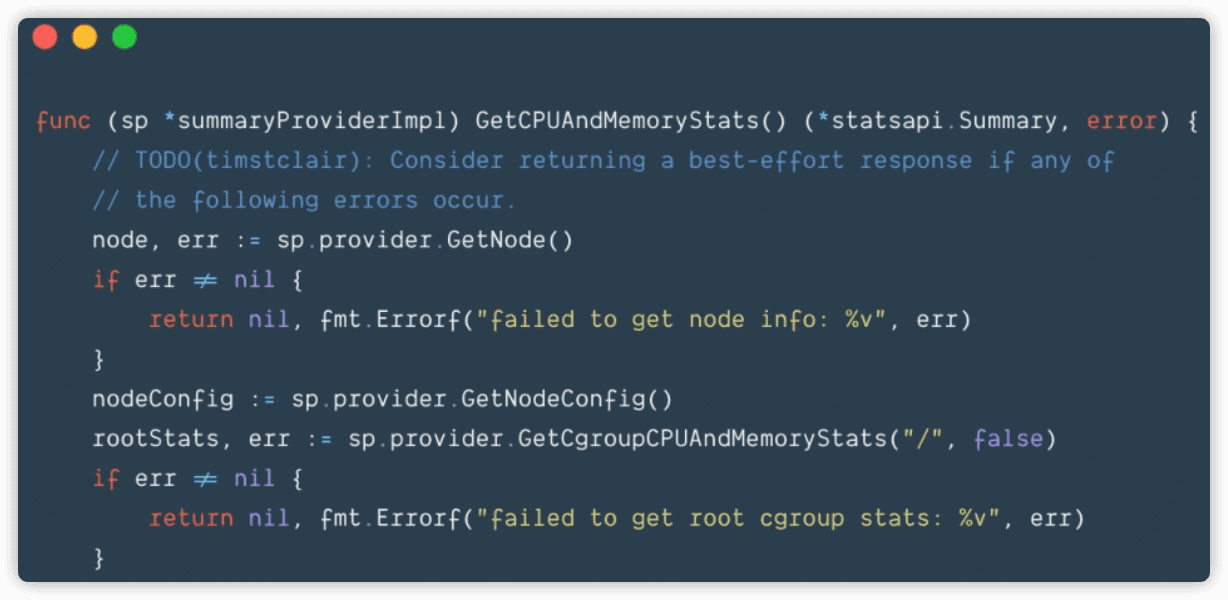 func (sp *summaryProviderImpl) GetCPUAndMemoryStats() (*statsapi.Summary, error) {
    // TODO(timstclair): Consider returning a best-effort response if any of
    // the following errors occur.
    node, err := sp.provider.GetNode()
    if err != nil {
        return nil, fmt.Errorf("failed to get node info: %v", err)
    }
    nodeConfig := sp.provider.GetNodeConfig()
    rootStats, err := sp.provider.GetCgroupCPUAndMemoryStats("/", false)
    if err != nil {
        return nil, fmt.Errorf("failed to get root cgroup stats: %v", err)
    }